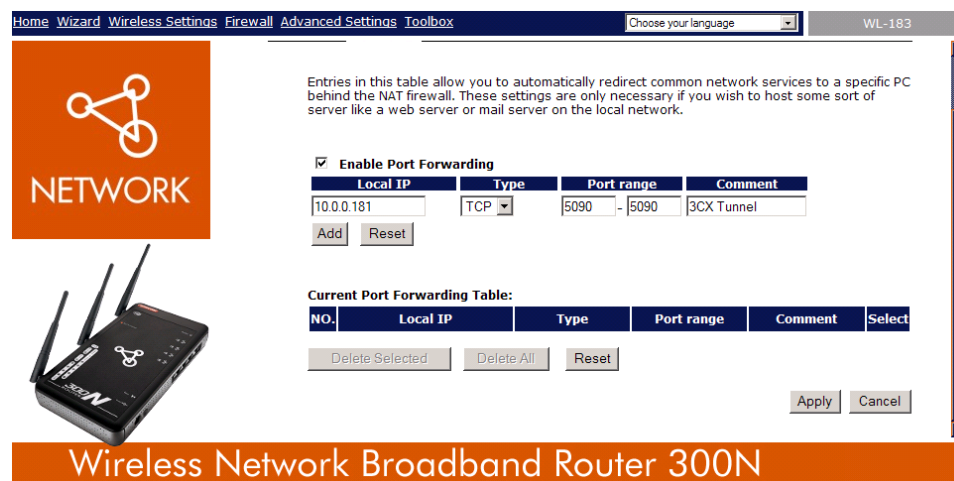 Home Wizard Wireless Settings Firewall Advanced Settings Toolbox Choose your language WL-183
Entries in this table allow you to automatically redirect common network services to a specific PC
behind the NAT firewall. These settings are only necessary if you wish to host some sort of
server like a web server or mail server on the local network.
NETWORK
Enable Port Forwarding
Local IP Type Port range Comment
10.0.0.181 TCP 5090 - 5090 3CX Tunnel
Add Reset
Current Port Forwarding Table:
NO. Local IP Type Port range Comment Select
Delete Selected Delete All Reset
Apply Cancel
300N
Wireless Network Broadband Router 300N